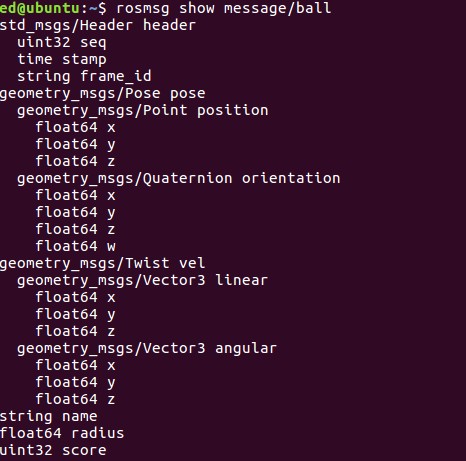 ed@ubuntu:~$ rosmsg show message/ball
std_msgs/Header header
  uint32 seq
  time stamp
  string frame_id
geometry_msgs/Pose pose
  geometry_msgs/Point position
    float64 x
    float64 y
    float64 z
  geometry_msgs/Quaternion orientation
    float64 x
    float64 y
    float64 z
    float64 w
geometry_msgs/Twist vel
  geometry_msgs/Vector3 linear
    float64 x
    float64 y
    float64 z
  geometry_msgs/Vector3 angular
    float64 x
    float64 y
    float64 z
string name
float64 radius
uint32 score